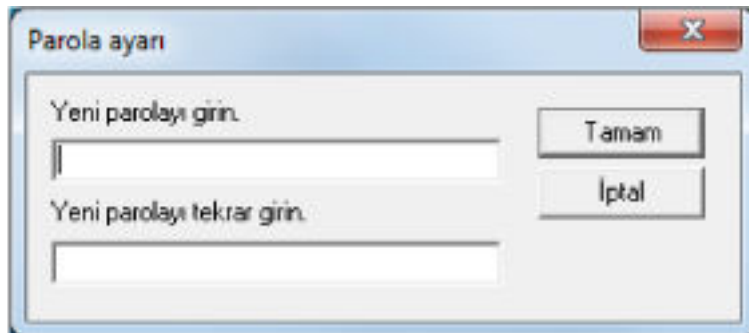 Parola ayarı
Yeni parolayı girin.
Tamam
İptal
Yeni parolayı tekrar girin.